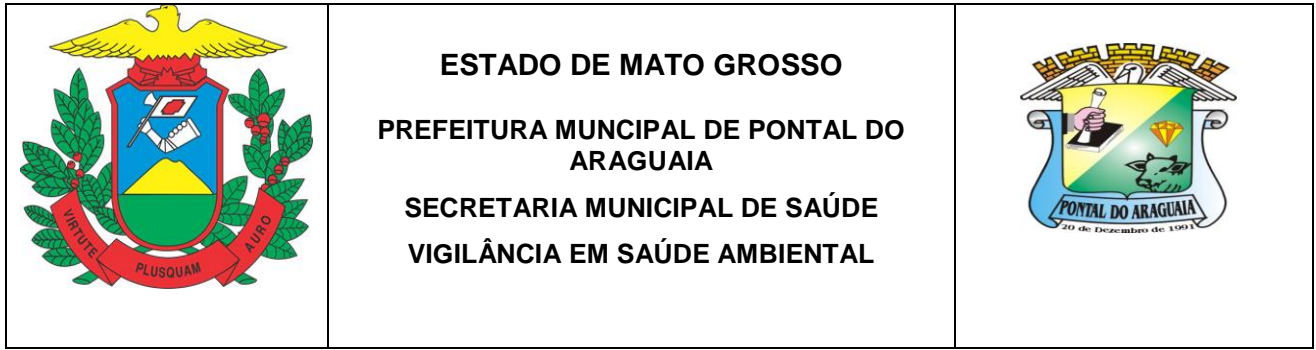 VIRTUTE PLUSQUAM AURO
ESTADO DE MATO GROSSO
PREFEITURA MUNCIPAL DE PONTAL DO
ARAGUAIA
SECRETARIA MUNICIPAL DE SAÚDE
VIGILÂNCIA EM SAÚDE AMBIENTAL
PONTAL DO ARAGUAIA
20 de Dezembro de 1991